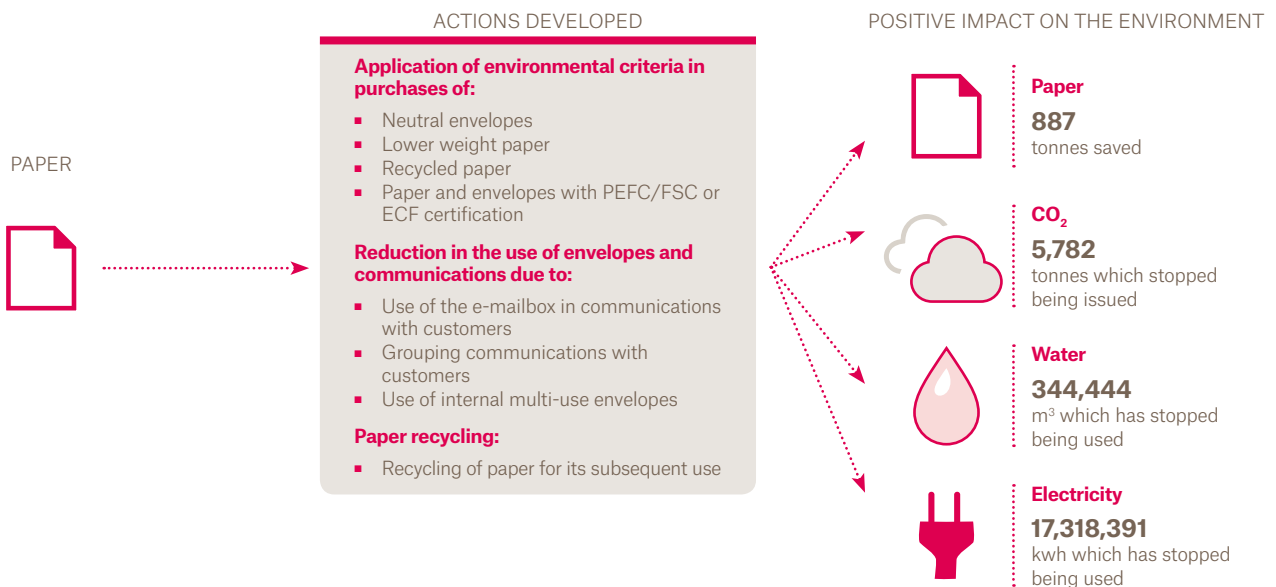 PAPER
ACTIONS DEVELOPED
Application of environmental criteria in
purchases of:
▪ Neutral envelopes
▪ Lower weight paper
▪ Recycled paper
▪ Paper and envelopes with PEFC/FSC or
ECF certification
Reduction in the use of envelopes and
communications due to:
▪ Use of the e-mailbox in communications
with customers
▪ Grouping communications with
customers
▪ Use of internal multi-use envelopes
Paper recycling:
▪ Recycling of paper for its subsequent use
POSITIVE IMPACT ON THE ENVIRONMENT
Paper
887
tonnes saved
CO₂
5,782
tonnes which stopped
being issued
Water
344,444
m³ which has stopped
being used
Electricity
17,318,391
kwh which has stopped
being used